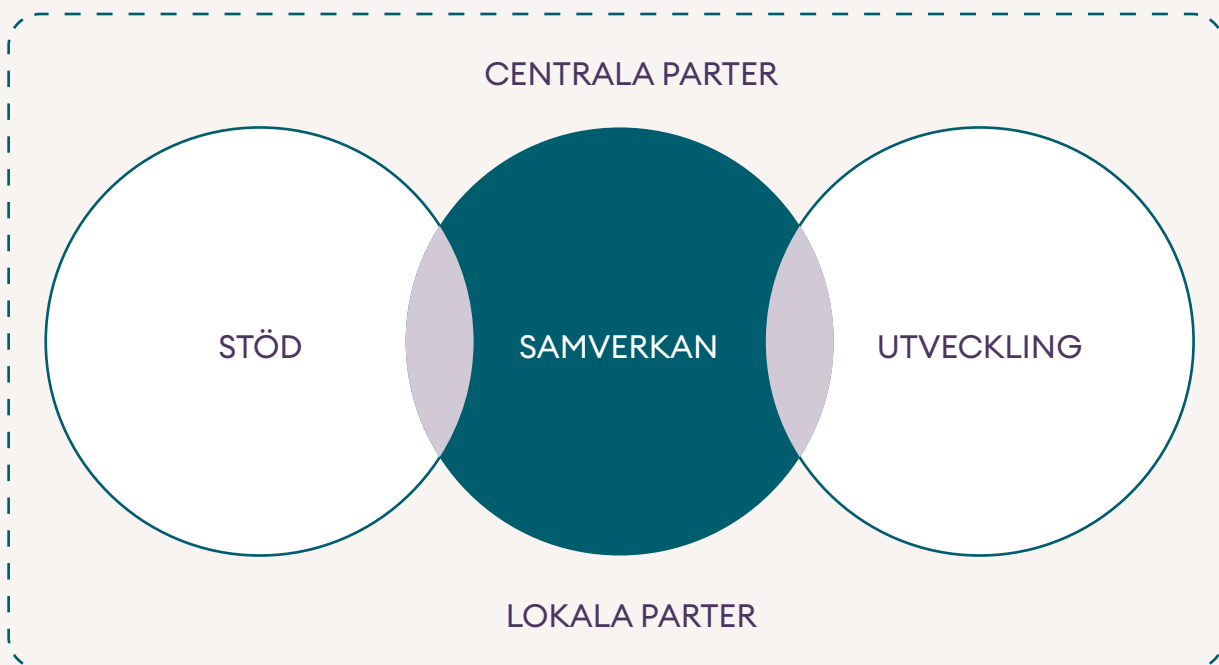 CENTRALA PARTER
STÖD
SAMVERKAN
UTVECKLING
LOKALA PARTER